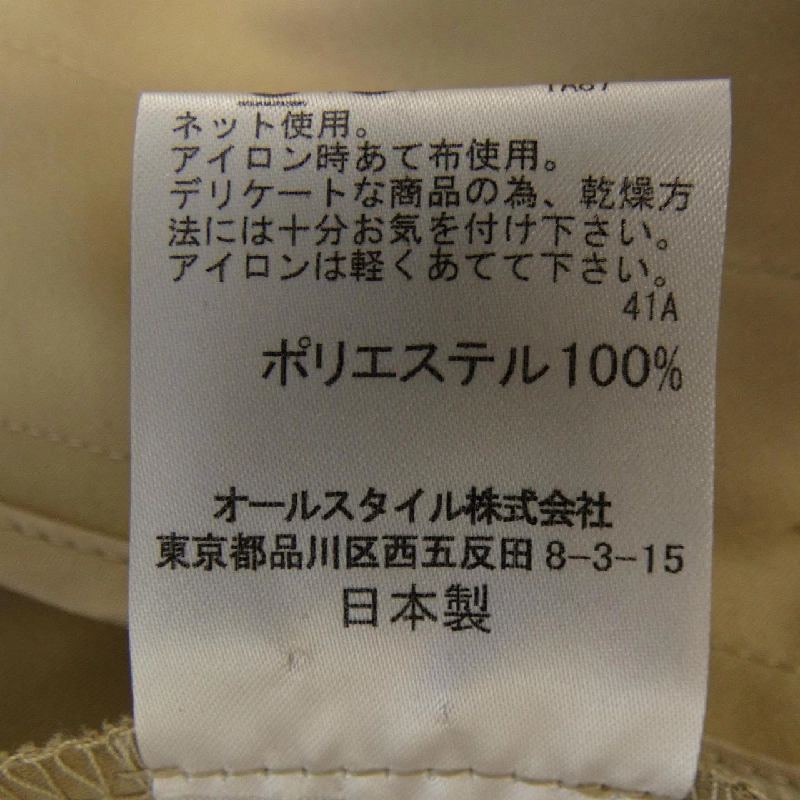 ネット使用。
アイロン時あて布使用。
デリケートな商品の為、乾燥方
法には十分お気を付け下さい。
アイロンは軽くあてて下さい。
41A
ポリエステル100%
オールスタイル株式会社
東京都品川区西五反田8-3-15
日本製